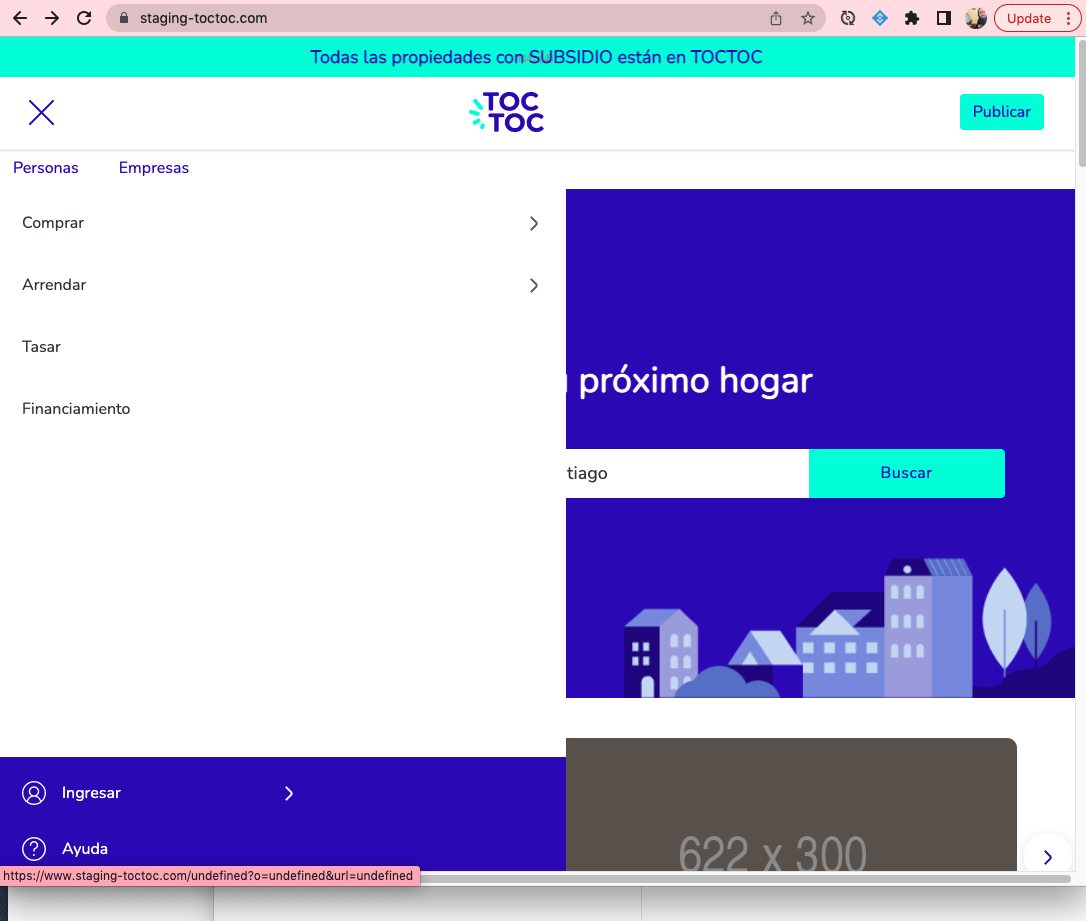 staging-toctoc.com
Update
Todas las propiedades con SUBSIDIO están en TOCTOC
TOC
TOC
Publicar
Personas Empresas
Comprar
Arrendar
Tasar
Financiamiento
próximo hogar
tiago
Buscar
Ingresar
Ayuda
622 x 300
https://www.staging-toctoc.com/undefined?o=undefined&url=undefined